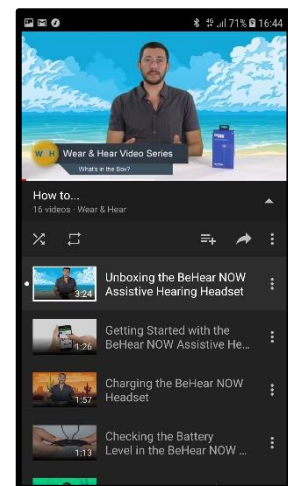 71% 16:44
W H Wear & Hear Video Series
What's in the Box?
How to...
16 videos · Wear & Hear
3:24
Unboxing the BeHear NOW
Assistive Hearing Headset
1:26
Getting Started with the
BeHear NOW Assistive He...
1:57
Charging the BeHear NOW
Headset
1:13
Checking the Battery
Level in the BeHear NOW ...